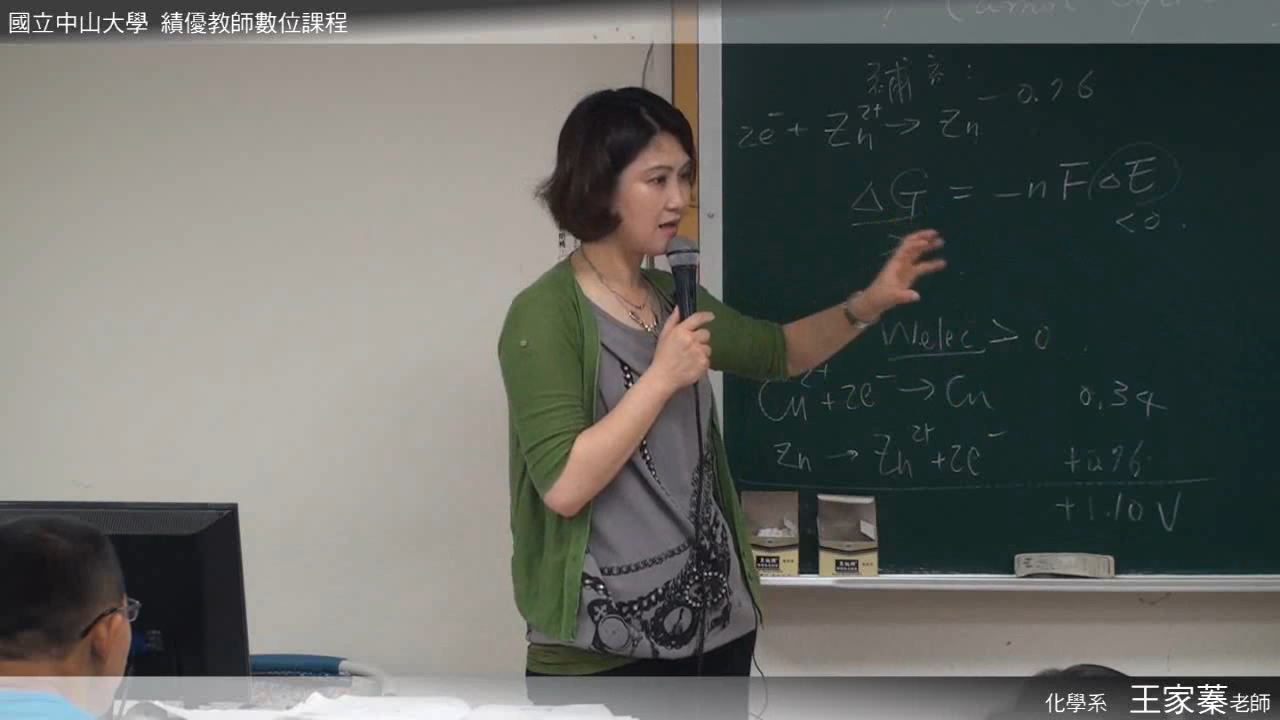 國立中山大學 績優教師數位課程
補充:
2e⁻ + Zn²⁺ → Zn -0.76
ΔG = -nFΔE
<0.
Welec > 0.
Cu²⁺ + 2e⁻ → Cu 0.34
Zn → Zn²⁺ + 2e⁻ +0.76
+1.10 V
化學系 王家蓁老師